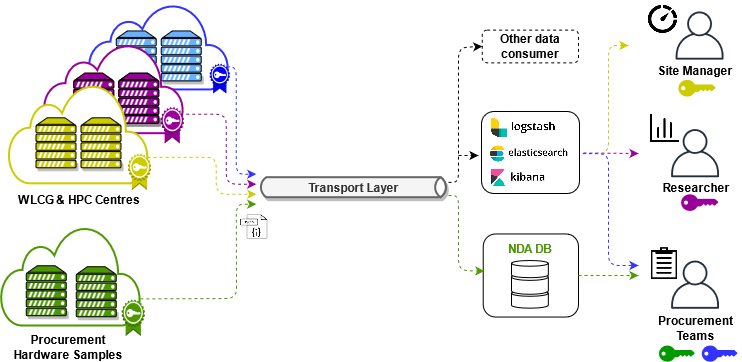 Other data
consumer
Site Manager
logstash
elasticsearch
kibana
Researcher
WLCG & HPC Centres
Transport Layer
{i}
NDA DB
Procurement
Hardware Samples
Procurement
Teams